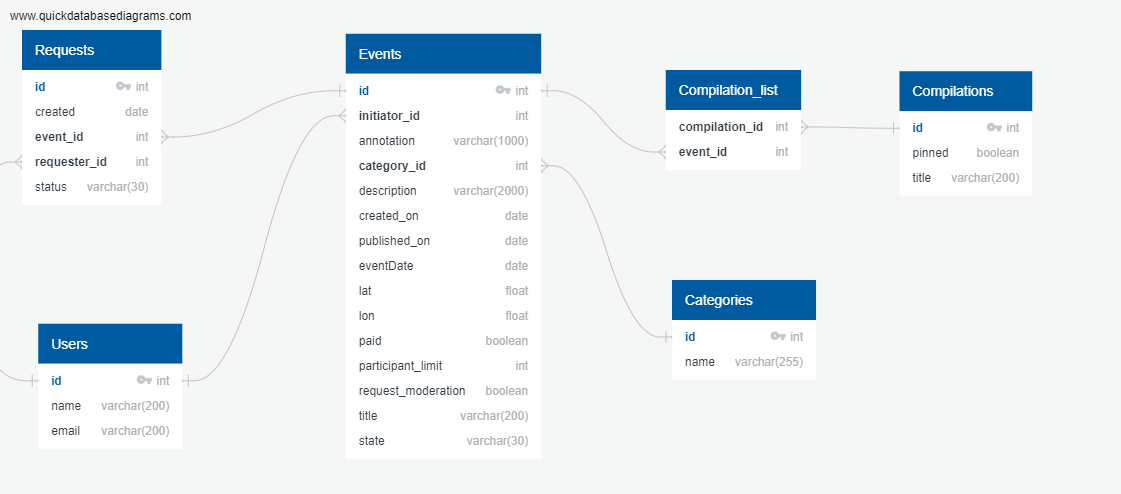 www.quickdatabasediagrams.com
Requests
id int
created date
event_id int
requester_id int
status varchar(30)
Events
id int
initiator_id int
annotation varchar(1000)
category_id int
description varchar(2000)
created_on date
published_on date
eventDate date
lat float
lon float
paid boolean
participant_limit int
request_moderation boolean
title varchar(200)
state varchar(30)
Compilation_list
compilation_id int
event_id int
Compilations
id int
pinned boolean
title varchar(200)
Users
id int
name varchar(200)
email varchar(200)
Categories
id int
name varchar(255)